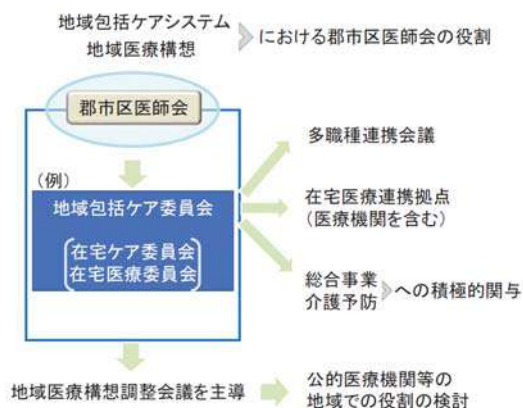 地域包括ケアシステム
地域医療構想
における郡市区医師会の役割
郡市区医師会
(例)
地域包括ケア委員会
在宅ケア委員会
在宅医療委員会
多職種連携会議
在宅医療連携拠点
(医療機関を含む)
総合事業
介護予防
への積極的関与
地域医療構想調整会議を主導
公的医療機関等の
地域での役割の検討